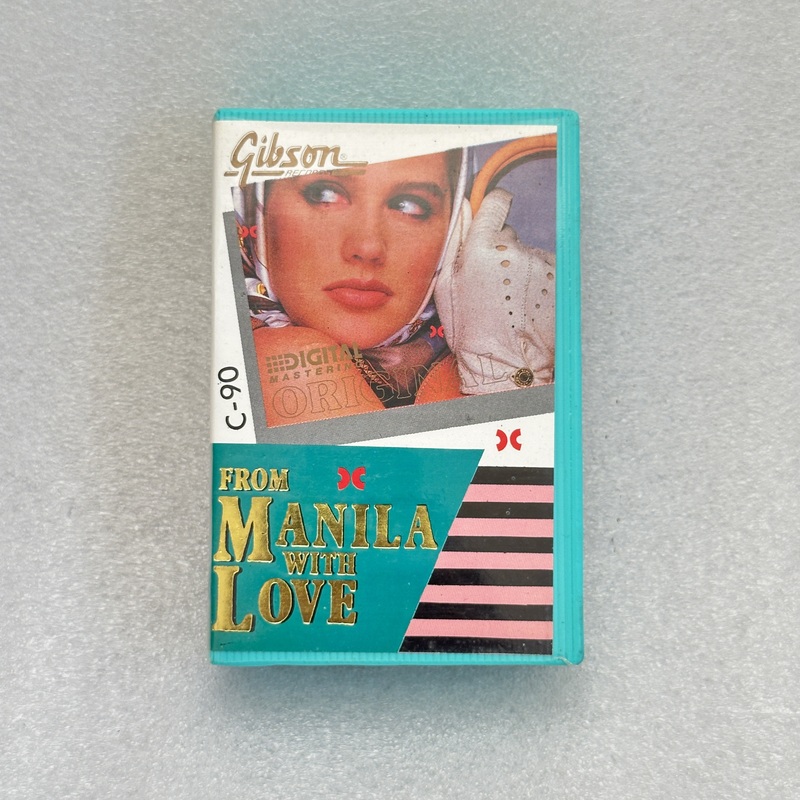 Gibson
RECORDS
DIGITAL
MASTERING
ORIGINAL
C-90
FROM
MANILA
WITH
LOVE